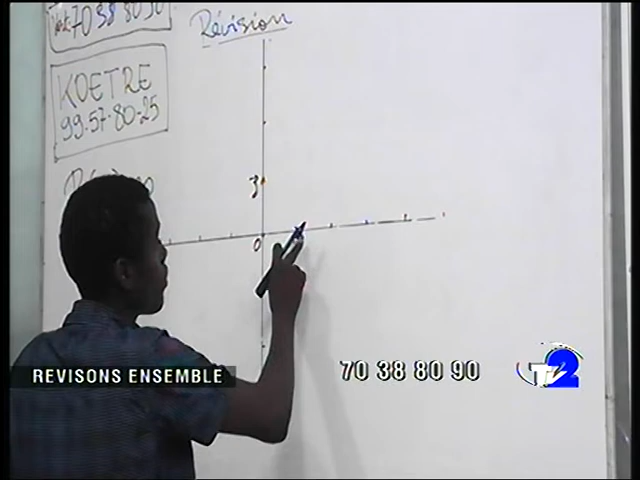 70 38 80 90
Révision
KOETRE
99-57-80-25
3
0
REVISONS ENSEMBLE
70 38 80 90
TV2